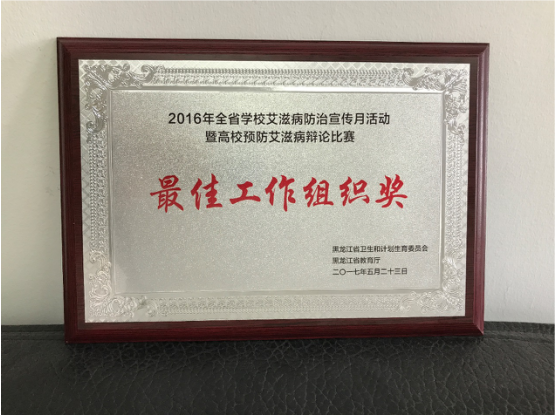 2016年全省学校艾滋病防治宣传月活动
暨高校预防艾滋病辩论比赛
最佳工作组织奖
黑龙江省卫生和计划生育委员会
黑龙江省教育厅
二〇一七年五月二十三日